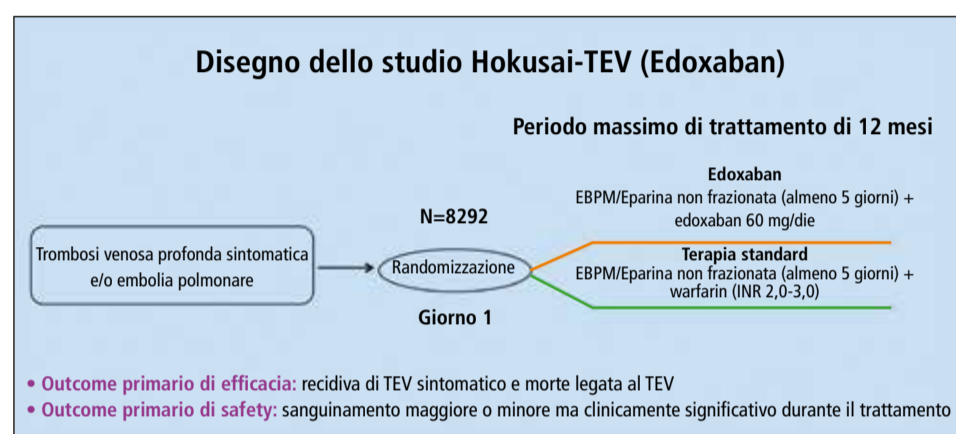 Disegno dello studio Hokusai-TEV (Edoxaban)
Periodo massimo di trattamento di 12 mesi
Edoxaban
EBPM/Eparina non frazionata (almeno 5 giorni) +
edoxaban 60 mg/die
N=8292
Trombosi venosa profonda sintomatica
e/o embolia polmonare
Randomizzazione
Terapia standard
EBPM/Eparina non frazionata (almeno 5 giorni) +
warfarin (INR 2,0-3,0)
Giorno 1
• Outcome primario di efficacia: recidiva di TEV sintomatico e morte legata al TEV
• Outcome primario di safety: sanguinamento maggiore o minore ma clinicamente significativo durante il trattamento